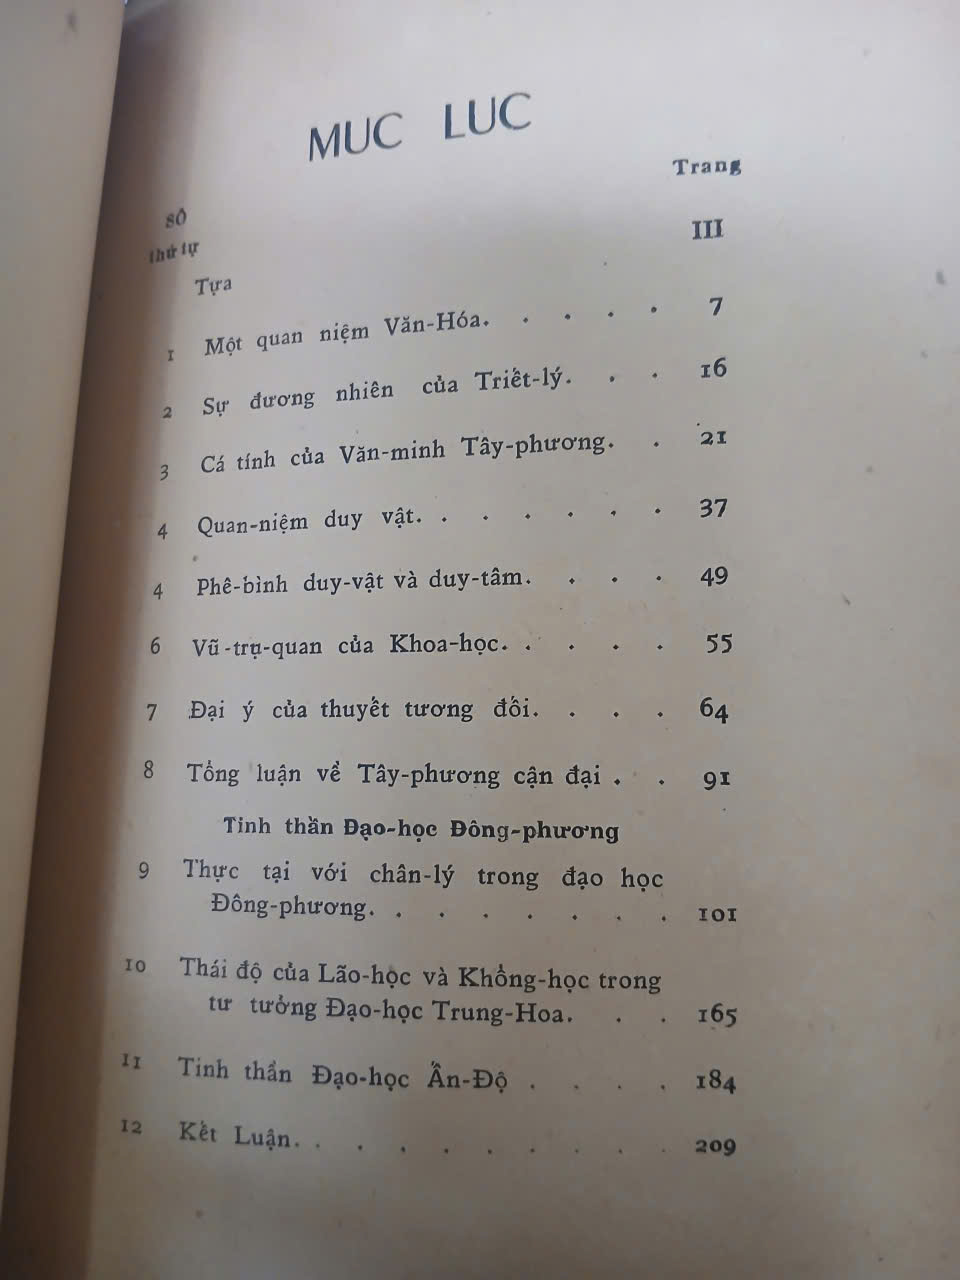 MUC LUC
Trang
SÔ
thứ tự
III
Tựa
1 Một quan niệm Văn-Hóa. . . . . 7
2 Sự đương nhiên của Triết-lý. . . 16
3 Cá tính của Văn-minh Tây-phương. . 21
4 Quan-niệm duy vật. . . . . . . 37
4 Phê-bình duy-vật và duy-tâm. . . . 49
6 Vũ-trụ-quan của Khoa-học. . . . . 55
7 Đại ý của thuyết tương đối. . . . 64
8 Tổng luận về Tây-phương cận đại . . 91
Tinh thần Đạo-học Đông-phương
9 Thực tại với chân-lý trong đạo học
Đông-phương. . . . . . . . 101
10 Thái độ của Lão-học và Khổng-học trong
tư tưởng Đạo-học Trung-Hoa. . . 165
11 Tinh thần Đạo-học Ấn-Độ . . . . 184
12 Kết Luận. . . . . . . . . 209